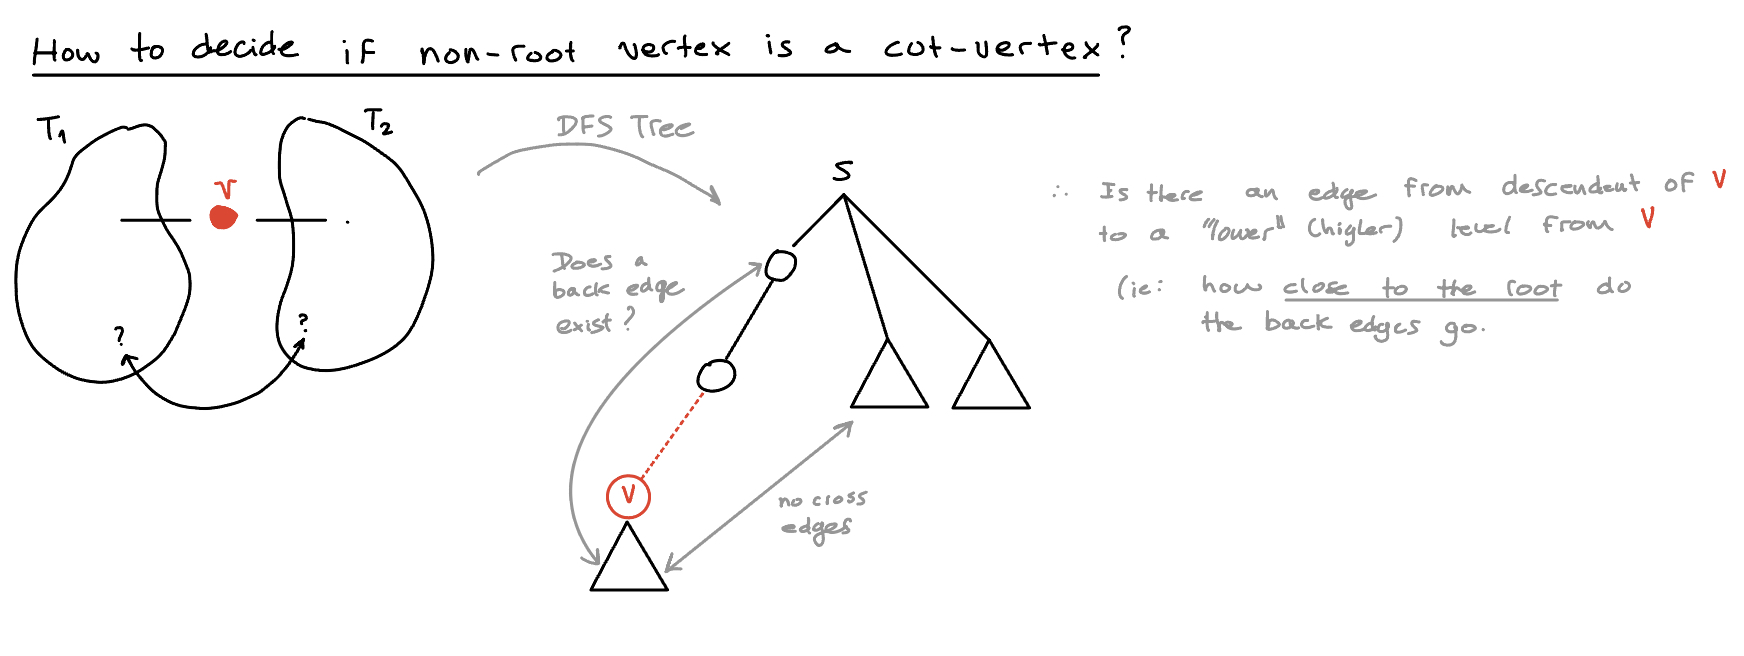 How to decide if non-root vertex is a cut-vertex?
T1
T2
v
?
?
DFS Tree
S
Does a
back edge
exist?
V
no cross
edges
∴ Is there an edge from descendent of V
to a "lower" (higher) level from V
(ie: how close to the root do
the back edges go.